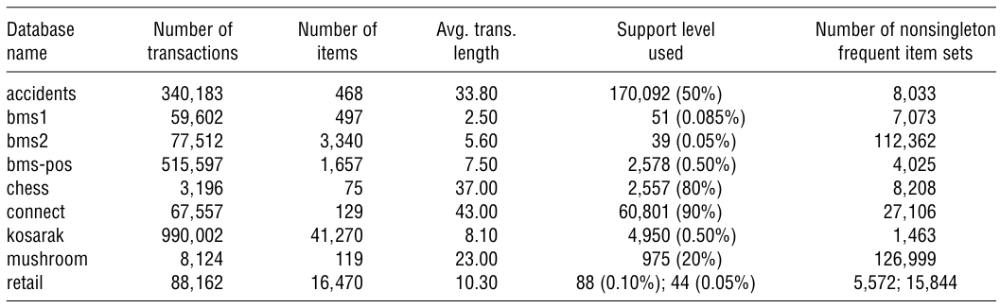 Database Number of Number of Avg. trans. Support level Number of nonsingleton
name transactions items length used frequent item sets
accidents 340,183 468 33.80 170,092 (50%) 8,033
bms1 59,602 497 2.50 51 (0.085%) 7,073
bms2 77,512 3,340 5.60 39 (0.05%) 112,362
bms-pos 515,597 1,657 7.50 2,578 (0.50%) 4,025
chess 3,196 75 37.00 2,557 (80%) 8,208
connect 67,557 129 43.00 60,801 (90%) 27,106
kosarak 990,002 41,270 8.10 4,950 (0.50%) 1,463
mushroom 8,124 119 23.00 975 (20%) 126,999
retail 88,162 16,470 10.30 88 (0.10%); 44 (0.05%) 5,572; 15,844